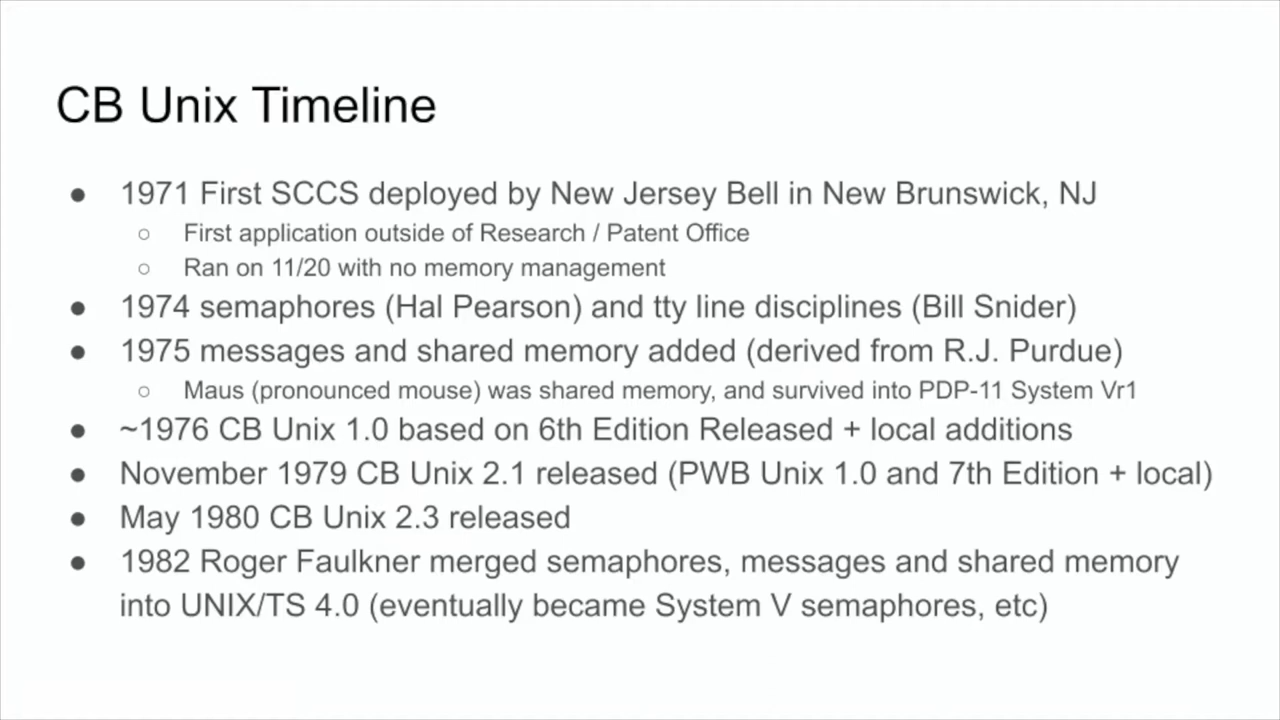 CB Unix Timeline
● 1971 First SCCS deployed by New Jersey Bell in New Brunswick, NJ
○ First application outside of Research / Patent Office
○ Ran on 11/20 with no memory management
● 1974 semaphores (Hal Pearson) and tty line disciplines (Bill Snider)
● 1975 messages and shared memory added (derived from R.J. Purdue)
○ Maus (pronounced mouse) was shared memory, and survived into PDP-11 System Vr1
● ~1976 CB Unix 1.0 based on 6th Edition Released + local additions
● November 1979 CB Unix 2.1 released (PWB Unix 1.0 and 7th Edition + local)
● May 1980 CB Unix 2.3 released
● 1982 Roger Faulkner merged semaphores, messages and shared memory
into UNIX/TS 4.0 (eventually became System V semaphores, etc)